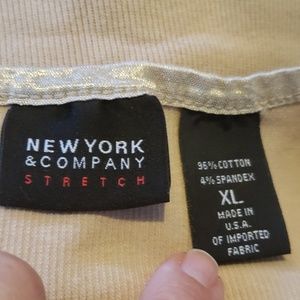 NEW YORK
& COMPANY
STRETCH
96% COTTON
4% SPANDEX
XL
MADE IN
U.S.A.
OF IMPORTED
FABRIC